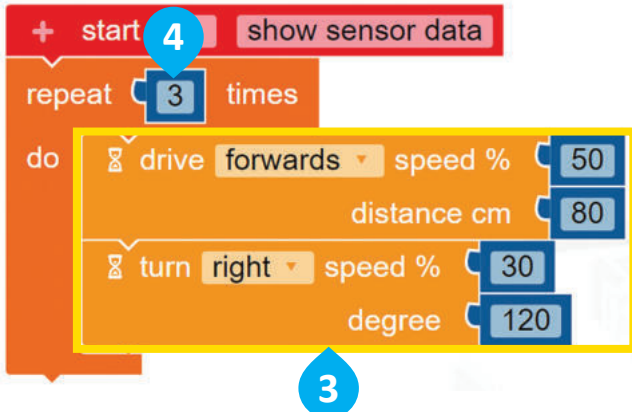 + start 4 show sensor data
repeat 3 times
do drive forwards speed % 50
distance cm 80
turn right speed % 30
degree 120
3